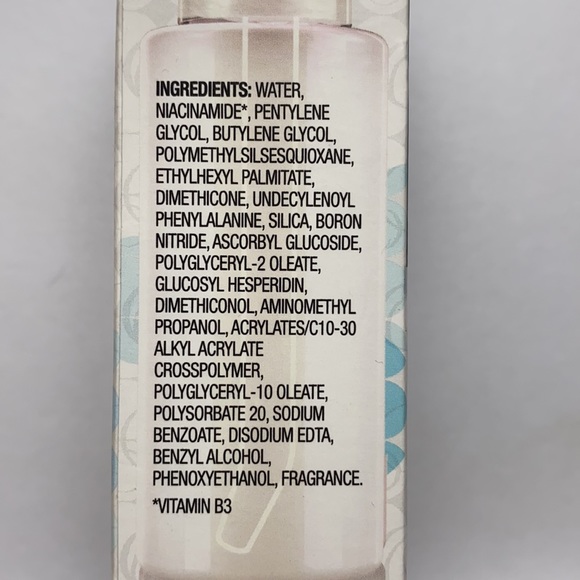 INGREDIENTS: WATER,
NIACINAMIDE*, PENTYLENE
GLYCOL, BUTYLENE GLYCOL,
POLYMETHYLSILSESQUIOXANE,
ETHYLHEXYL PALMITATE,
DIMETHICONE, UNDECYLENOYL
PHENYLALANINE, SILICA, BORON
NITRIDE, ASCORBYL GLUCOSIDE,
POLYGLYCERYL-2 OLEATE,
GLUCOSYL HESPERIDIN,
DIMETHICONOL, AMINOMETHYL
PROPANOL, ACRYLATES/C10-30
ALKYL ACRYLATE
CROSSPOLYMER,
POLYGLYCERYL-10 OLEATE,
POLYSORBATE 20, SODIUM
BENZOATE, DISODIUM EDTA,
BENZYL ALCOHOL,
PHENOXYETHANOL, FRAGRANCE.
*VITAMIN B3